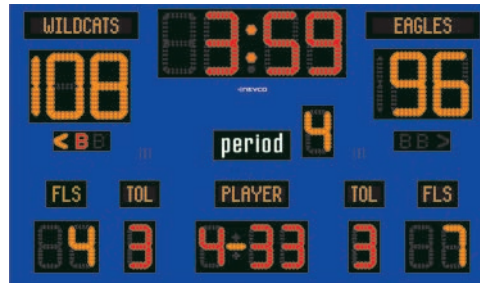 WILDCATS 3:59 EAGLES
108 96
NEVCO
< B
period 4
FLS TOL PLAYER TOL FLS
4 3 4-33 3 7